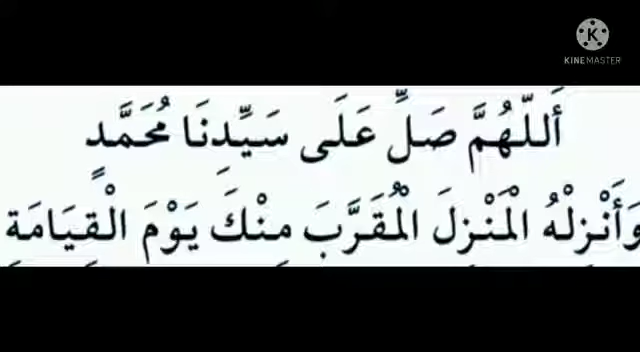 KINEMASTER
أَللّٰهُمَّ صَلِّ عَلَى سَيِّدِنَا مُحَمَّدٍ
وَأَنْزِلْهُ الْمَنْزِلَ الْمُقَرَّبَ مِنْكَ يَوْمَ الْقِيَامَةِ